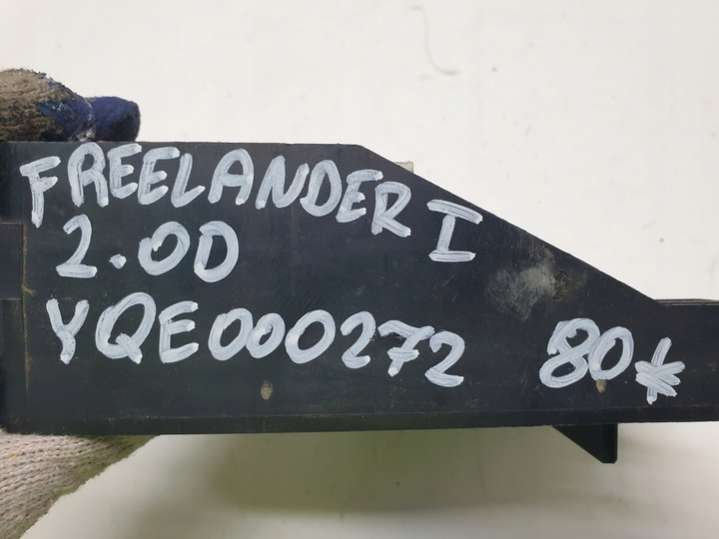 FREELANDER I
2.0D
YQE000272 80*